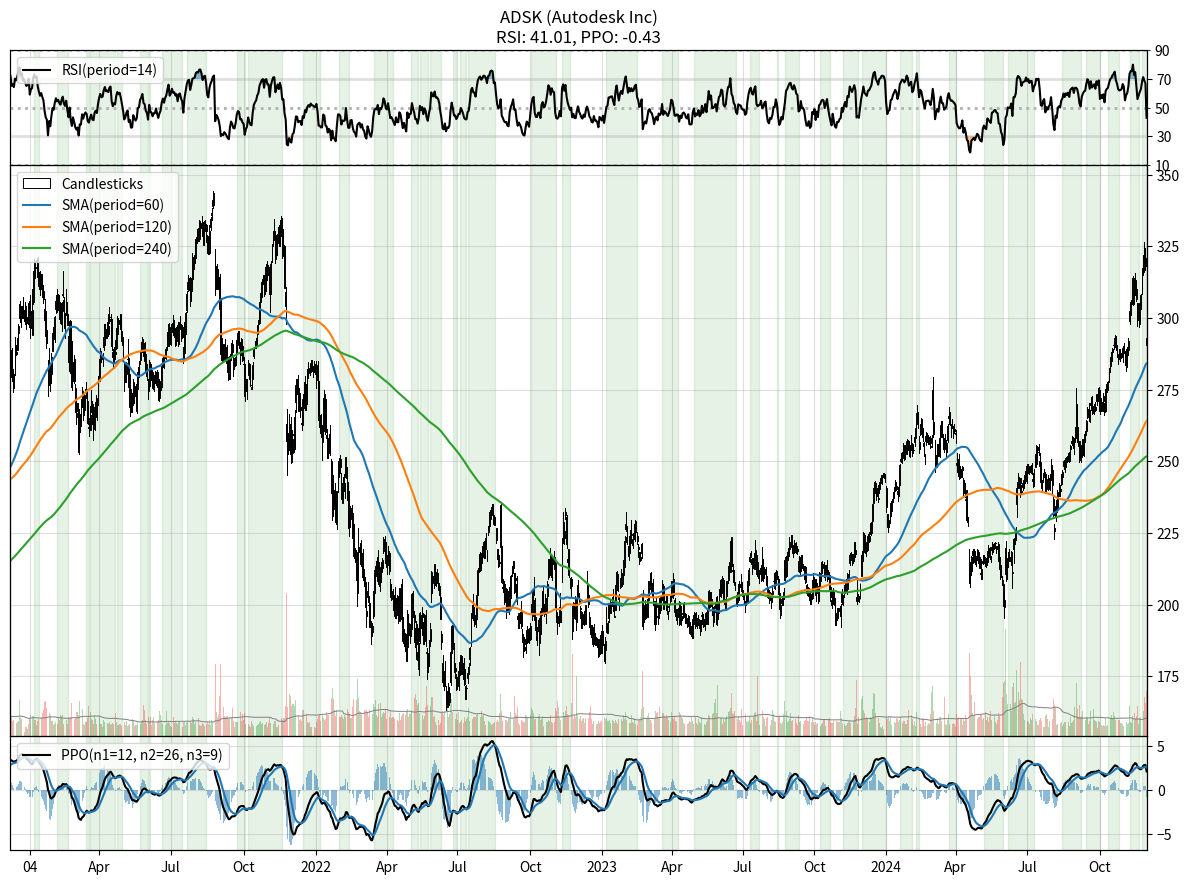 ADSK (Autodesk Inc)
RSI: 41.01, PPO: -0.43
RSI(period=14)
90
70
50
30
10
Candlesticks
SMA(period=60)
SMA(period=120)
SMA(period=240)
350
325
300
275
250
225
200
175
PPO(n1=12, n2=26, n3=9)
5
0
−5
04 Apr Jul Oct 2022 Apr Jul Oct 2023 Apr Jul Oct 2024 Apr Jul Oct